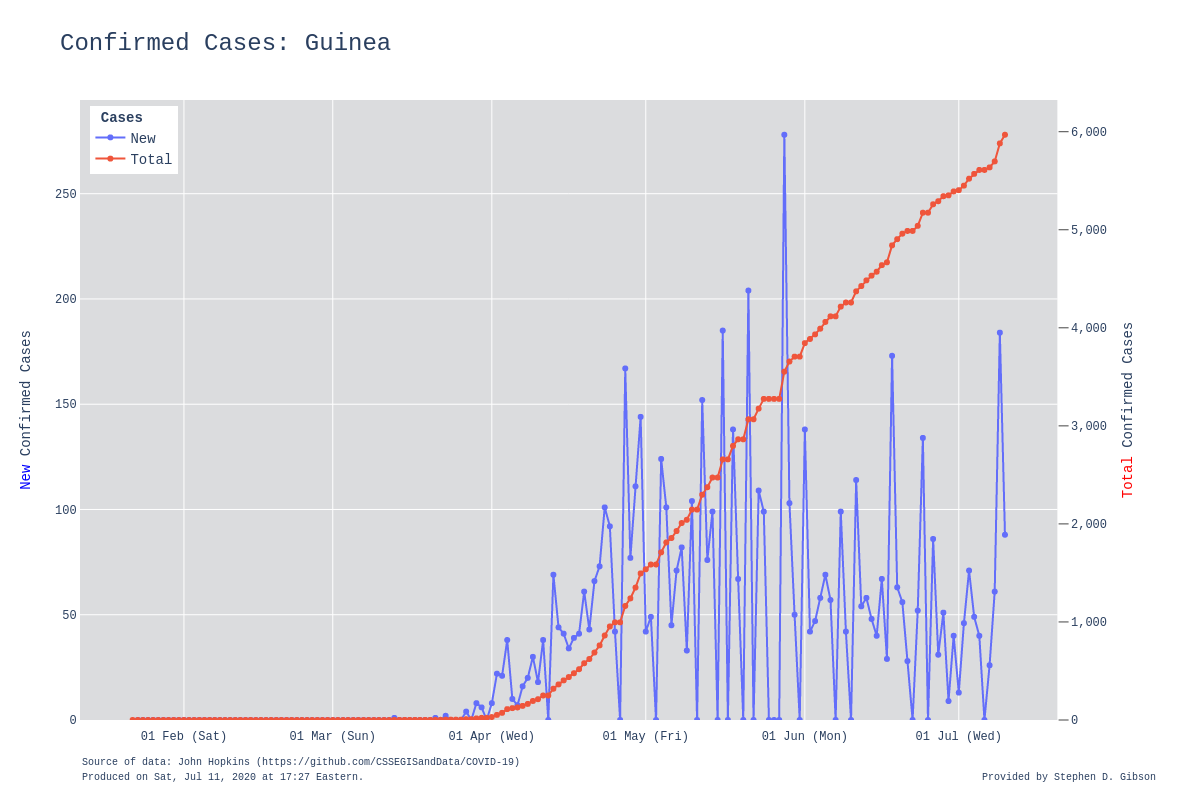 Confirmed Cases: Guinea
Cases
New
Total
250
200
150
100
50
0
6,000
5,000
4,000
3,000
2,000
1,000
0
New Confirmed Cases
Total Confirmed Cases
01 Feb (Sat)
01 Mar (Sun)
01 Apr (Wed)
01 May (Fri)
01 Jun (Mon)
01 Jul (Wed)
Source of data: John Hopkins (https://github.com/CSSEGISandData/COVID-19)
Produced on Sat, Jul 11, 2020 at 17:27 Eastern.
Provided by Stephen D. Gibson